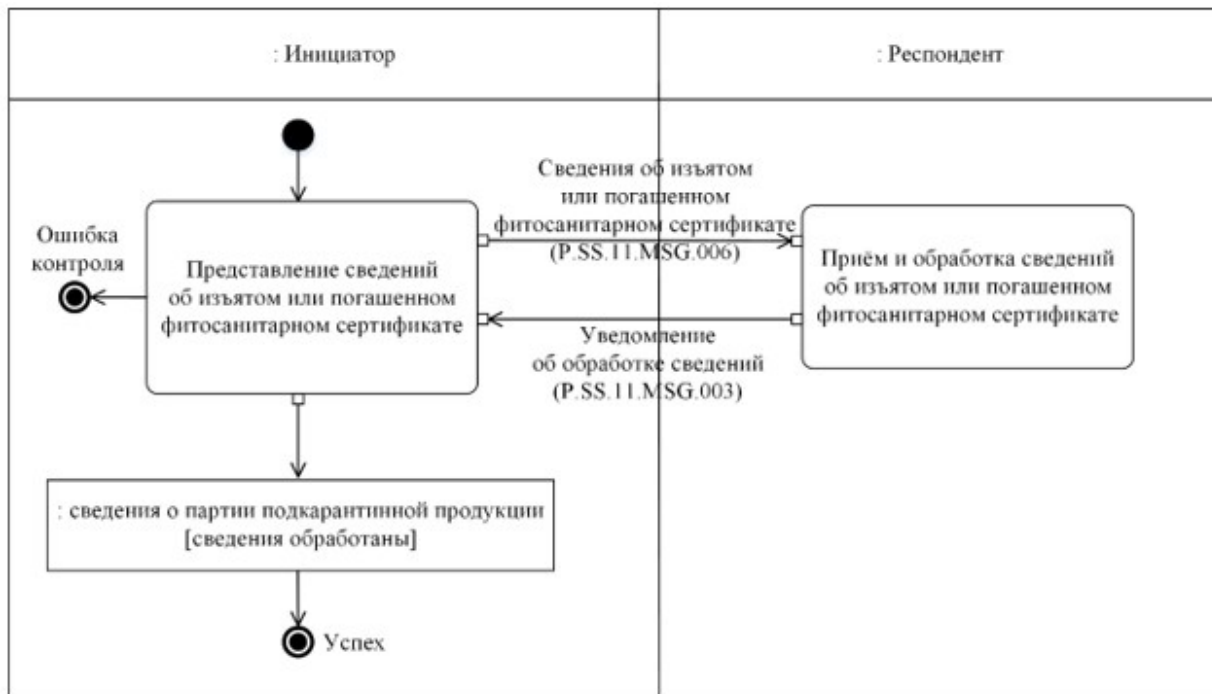 : Инициатор
: Респондент
Сведения об изъятом
или погашенном
фитосанитарном сертификате
(P.SS.11.MSG.006)
Ошибка
контроля
Представление сведений
об изъятом или погашенном
фитосанитарном сертификате
Приём и обработка сведений
об изъятом или погашенном
фитосанитарном сертификате
Уведомление
об обработке сведений
(P.SS.11.MSG.003)
: сведения о партии подкарантинной продукции
[сведения обработаны]
Успех